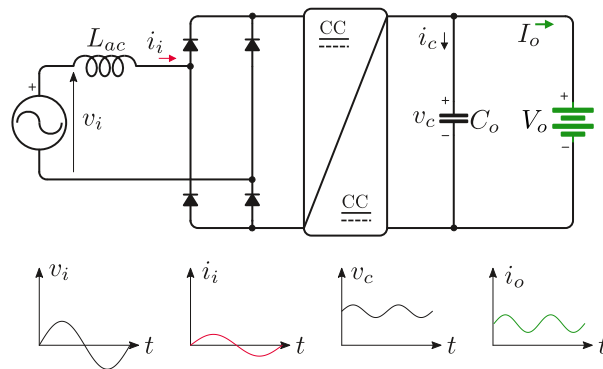 L_ac
i_i
+
v_i
CC
CC
i_c
+
v_c
−
C_o
I_o
+
V_o
−
v_i
t
i_i
t
v_c
t
i_o
t